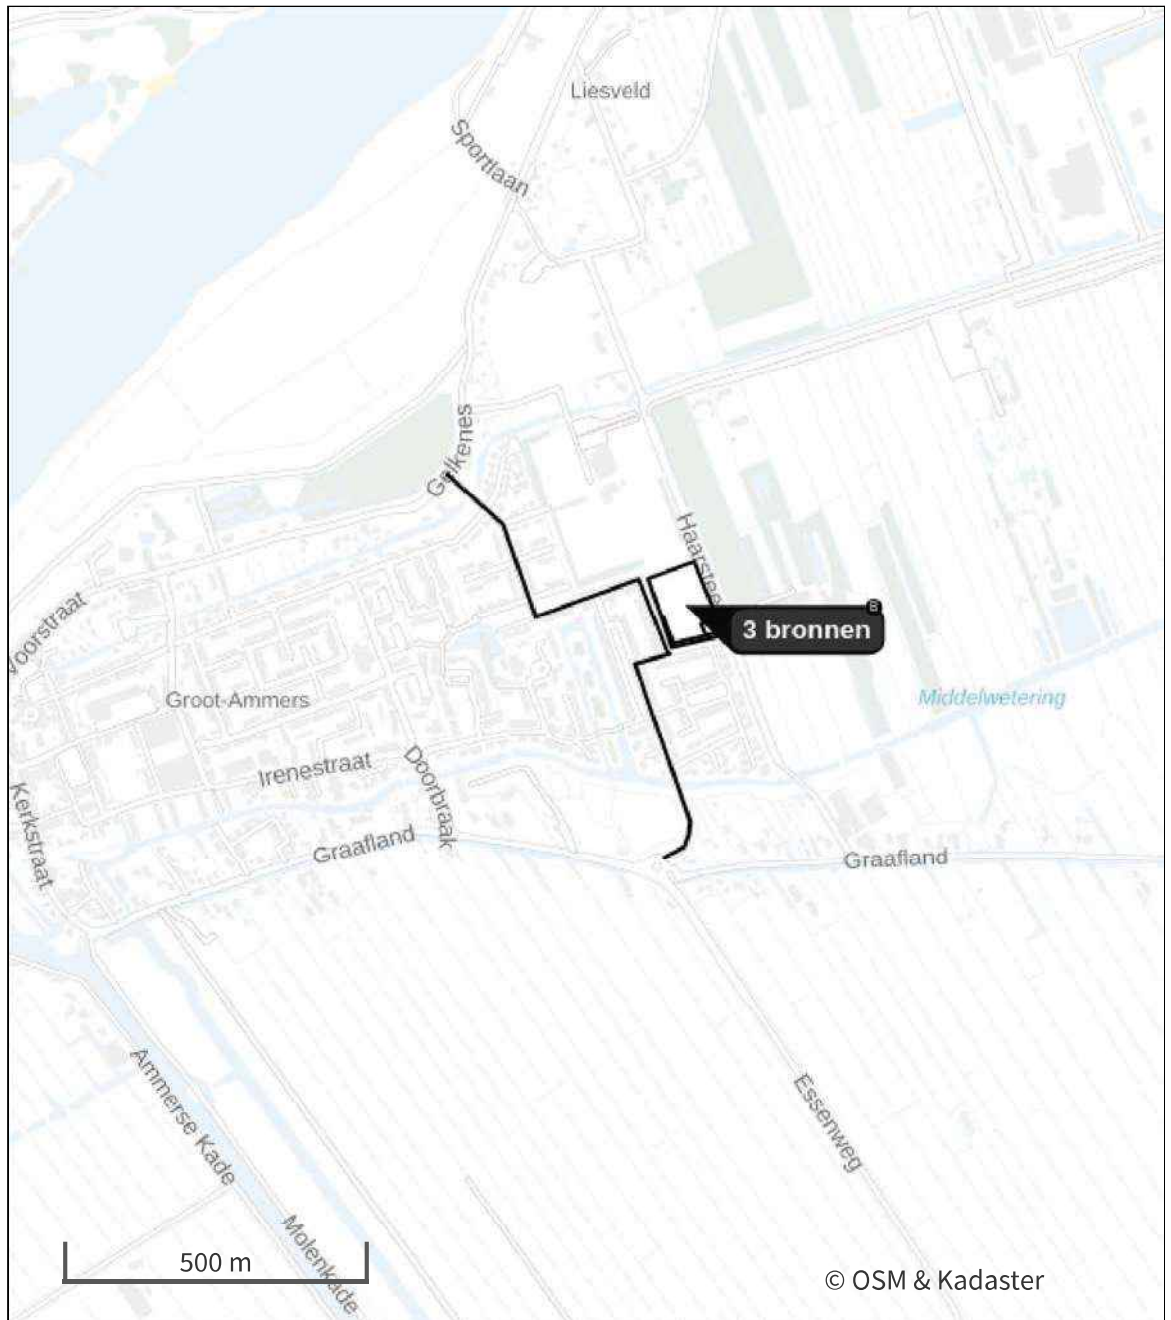 Liesveld
Sportlaan
Gelkenes
Haarsteeg
B
3 bronnen
Voorstraat
Groot-Ammers
Middelwetering
Irenestraat
Doorbraak
Kerkstraat
Graafland
Graafland
Ammerse Kade
Essenweg
Molenkade
500 m
© OSM & Kadaster